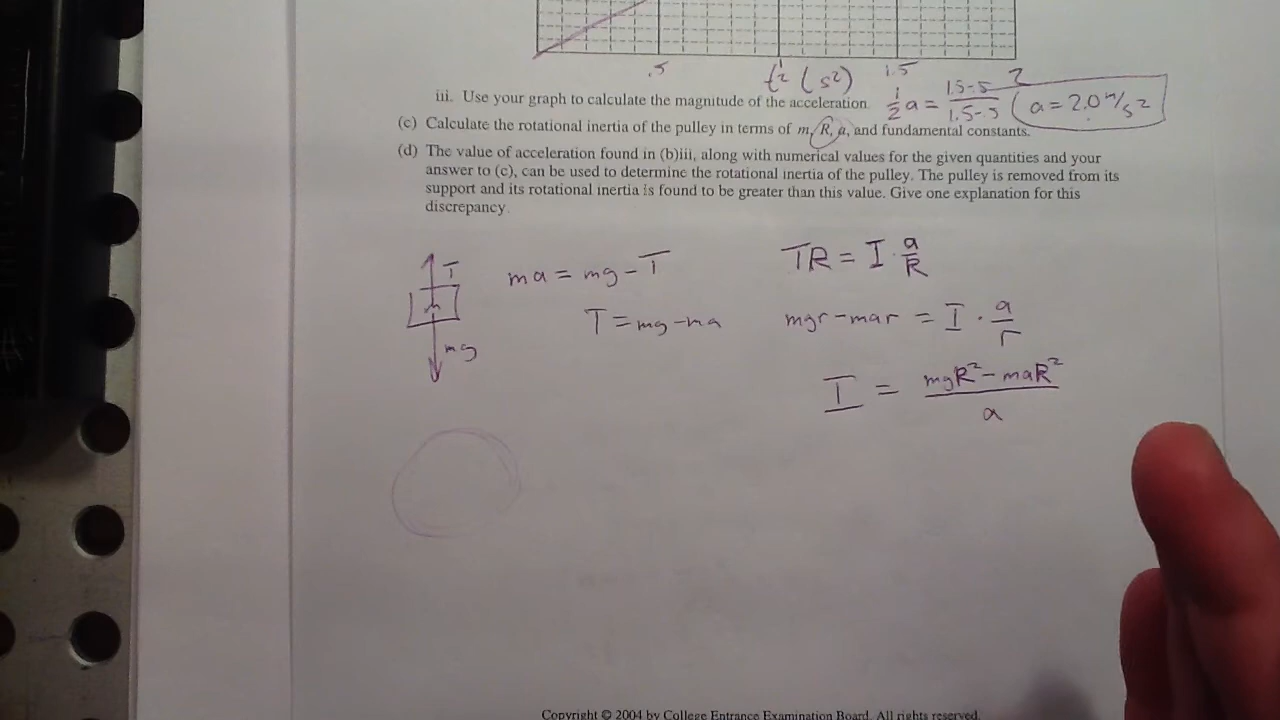 .5 t² (s²) 1.5
iii. Use your graph to calculate the magnitude of the acceleration. ½a = 1.5-.5 / 1.5-.5 a = 2.0 m/s²
(c) Calculate the rotational inertia of the pulley in terms of m, R, a, and fundamental constants.
(d) The value of acceleration found in (b)iii, along with numerical values for the given quantities and your
answer to (c), can be used to determine the rotational inertia of the pulley. The pulley is removed from its
support and its rotational inertia is found to be greater than this value. Give one explanation for this
discrepancy.
T
m
mg
ma = mg - T
T = mg - ma
TR = I · a/R
mgr - mar = I · a/r
I = mgR² - maR² / a
Copyright © 2004 by College Entrance Examination Board. All rights reserved.